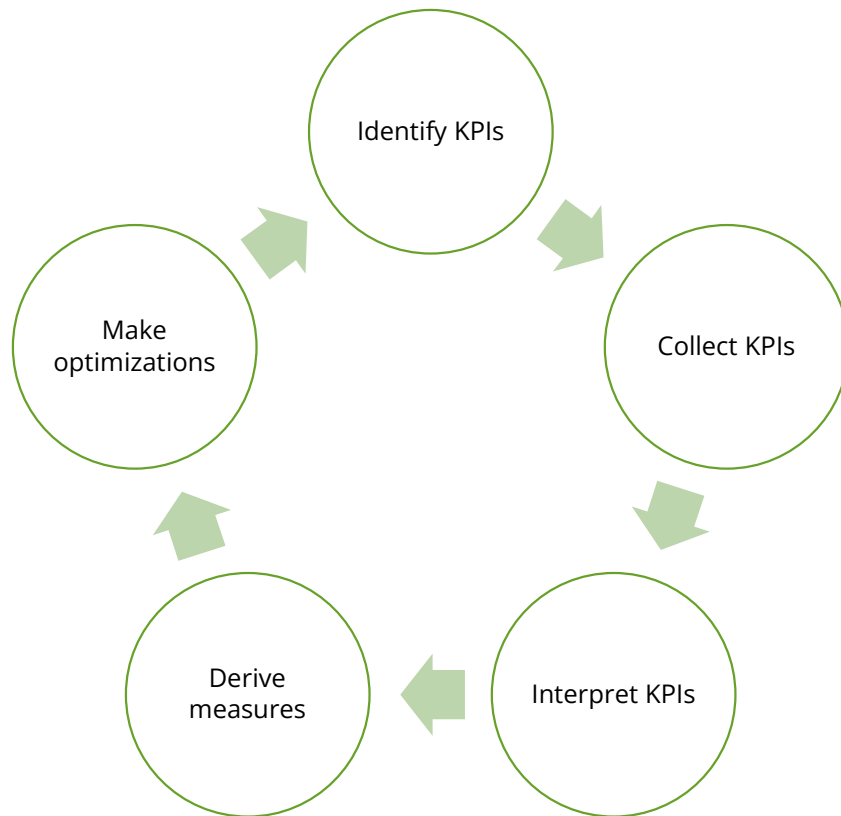 Identify KPIs
Collect KPIs
Interpret KPIs
Derive
measures
Make
optimizations